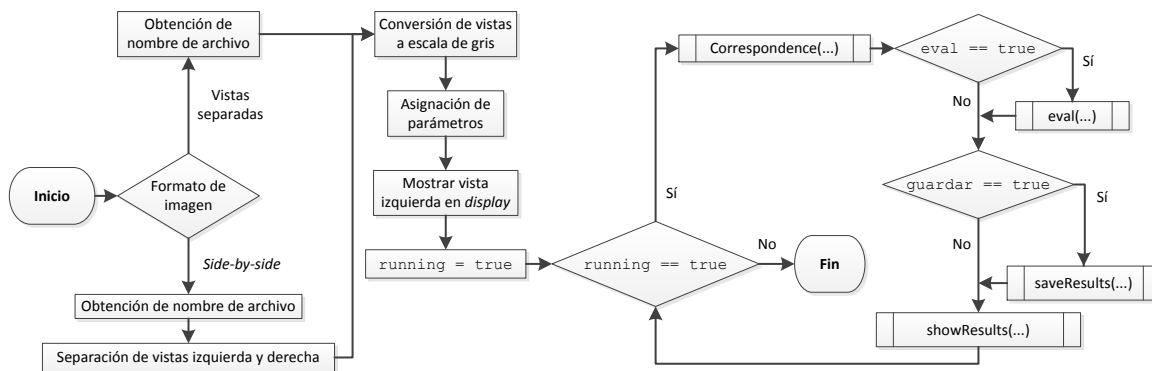 Inicio
Formato de
imagen
Vistas
separadas
Obtención de
nombre de archivo
Side-by-side
Obtención de nombre de archivo
Separación de vistas izquierda y derecha
Conversión de vistas
a escala de gris
Asignación de
parámetros
Mostrar vista
izquierda en display
running = true
running == true
No
Fin
Sí
Correspondence(...)
eval == true
Sí
No
eval(...)
guardar == true
Sí
No
saveResults(...)
showResults(...)